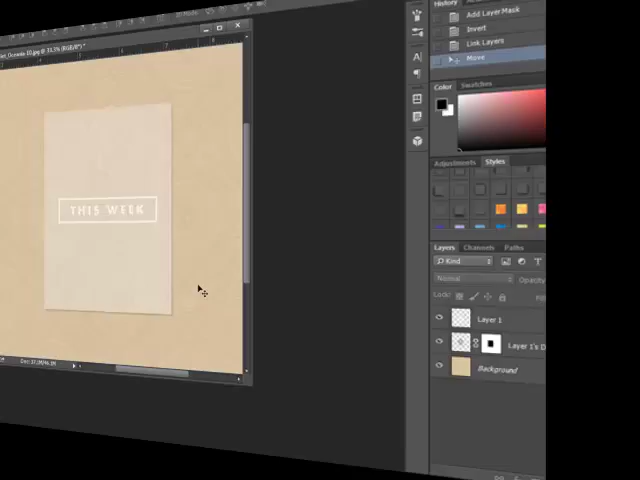 History
Add Layer Mask
Invert
Link Layers
Move
Color
Swatches
THIS WEEK
Adjustments
Styles
Layers
Channels
Paths
Kind
Normal
Opacity
Lock:
Layer 1
Layer 1's D
Background